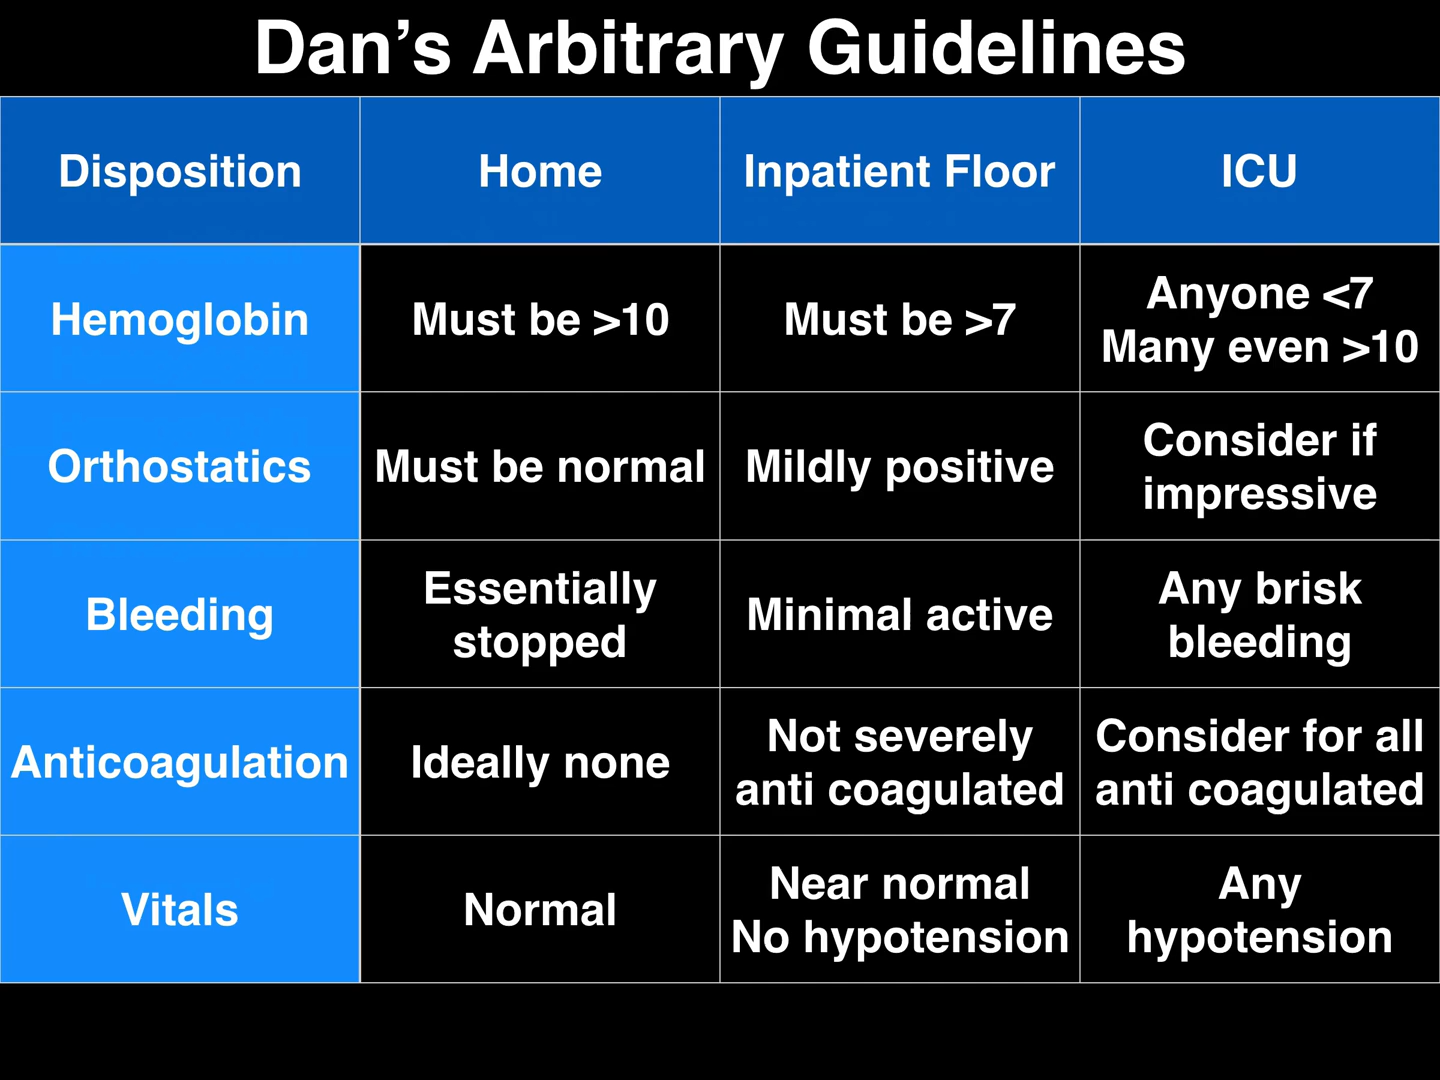 Dan’s Arbitrary Guidelines
Disposition
Home
Inpatient Floor
ICU
Hemoglobin
Must be >10
Must be >7
Anyone <7
Many even >10
Orthostatics
Must be normal
Mildly positive
Consider if
impressive
Bleeding
Essentially
stopped
Minimal active
Any brisk
bleeding
Anticoagulation
Ideally none
Not severely
anti coagulated
Consider for all
anti coagulated
Vitals
Normal
Near normal
No hypotension
Any
hypotension